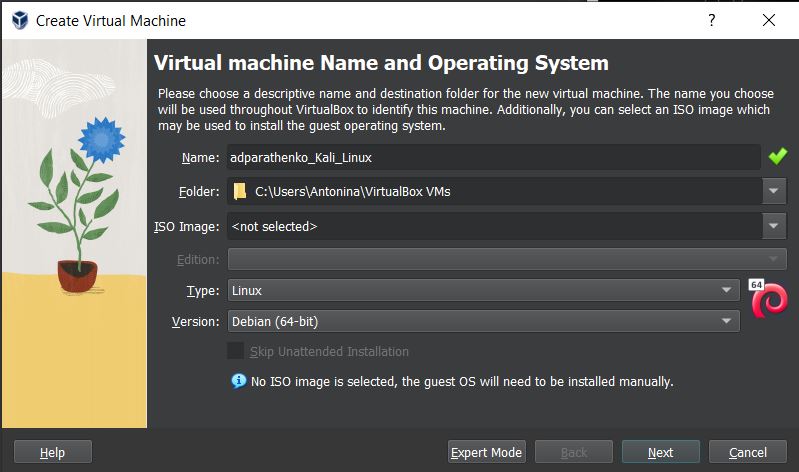 Create Virtual Machine
?
Virtual machine Name and Operating System
Please choose a descriptive name and destination folder for the new virtual machine. The name you choose
will be used throughout VirtualBox to identify this machine. Additionally, you can select an ISO image which
may be used to install the guest operating system.
Name: adparathenko_Kali_Linux
Folder: C:\Users\Antonina\VirtualBox VMs
ISO Image: <not selected>
Edition:
Type: Linux
64
Version: Debian (64-bit)
Skip Unattended Installation
No ISO image is selected, the guest OS will need to be installed manually.
Help Expert Mode Back Next Cancel